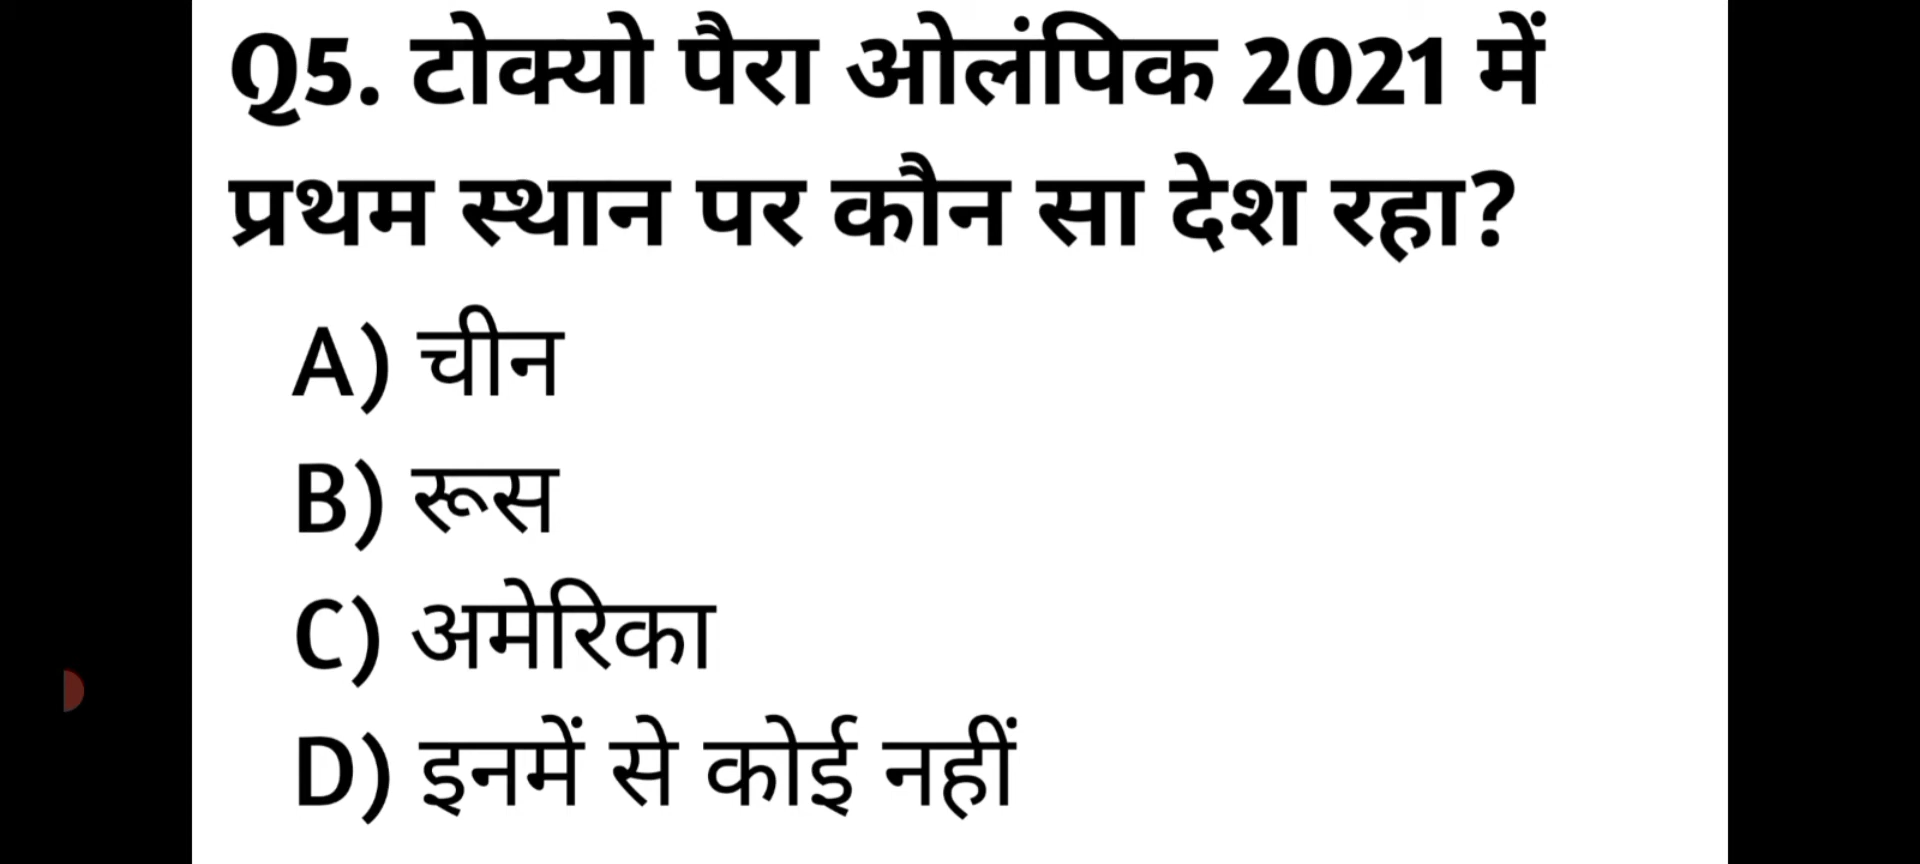 Q5. टोक्यो पैरा ओलंपिक 2021 में
प्रथम स्थान पर कौन सा देश रहा?
A) चीन
B) रूस
C) अमेरिका
D) इनमें से कोई नहीं